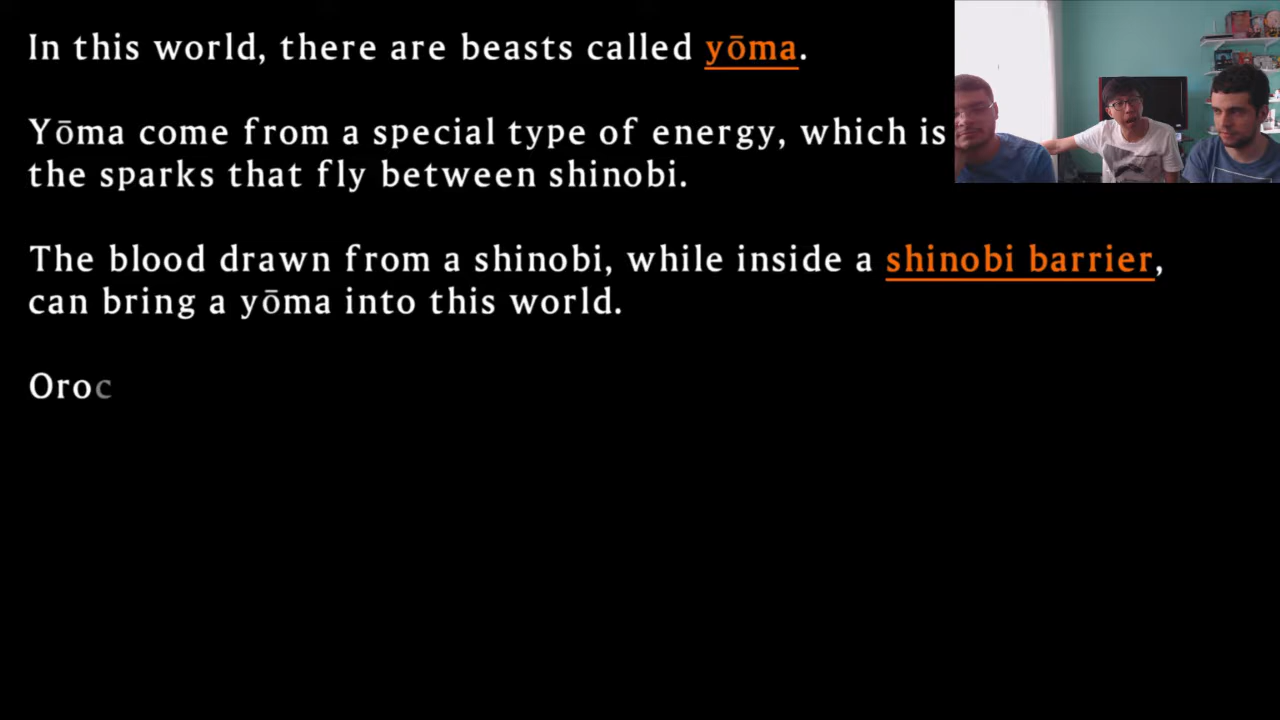 In this world, there are beasts called yōma.
Yōma come from a special type of energy, which is
the sparks that fly between shinobi.
The blood drawn from a shinobi, while inside a shinobi barrier,
can bring a yōma into this world.
Oroc